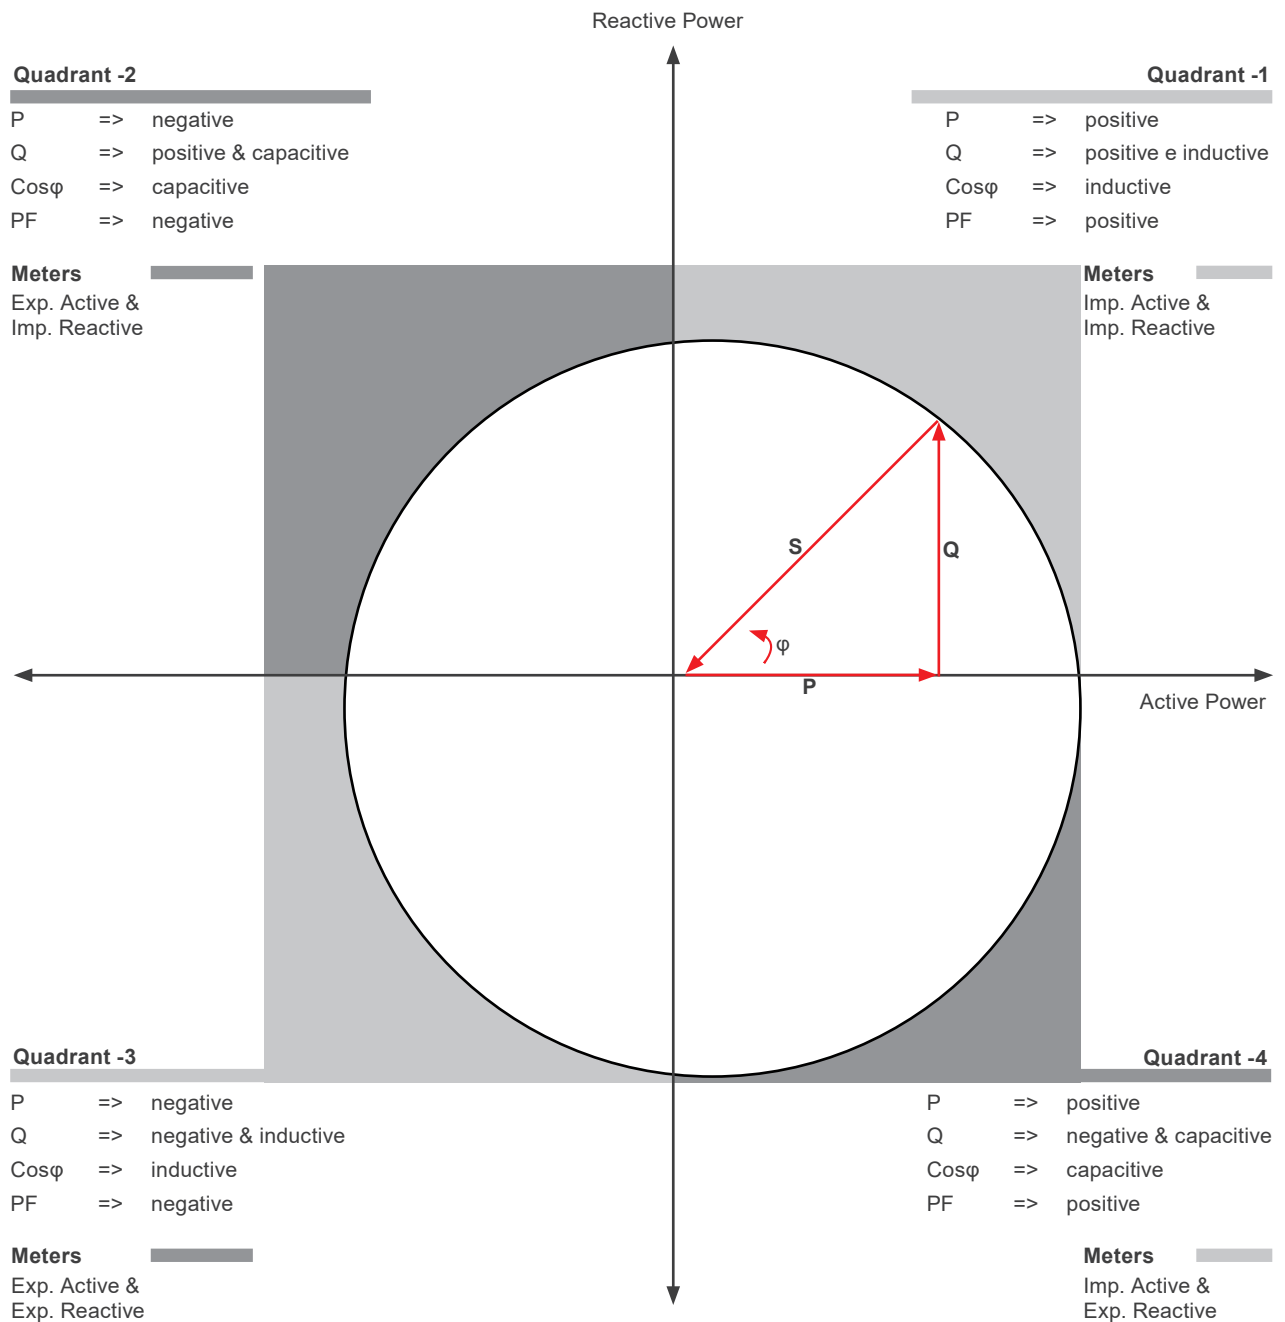 Reactive Power
Quadrant -2
P => negative
Q => positive & capacitive
Cosφ => capacitive
PF => negative
Meters
Exp. Active &
Imp. Reactive
Quadrant -1
P => positive
Q => positive e inductive
Cosφ => inductive
PF => positive
Meters
Imp. Active &
Imp. Reactive
S
Q
φ
P
Active Power
Quadrant -3
P => negative
Q => negative & inductive
Cosφ => inductive
PF => negative
Meters
Exp. Active &
Exp. Reactive
Quadrant -4
P => positive
Q => negative & capacitive
Cosφ => capacitive
PF => positive
Meters
Imp. Active &
Exp. Reactive